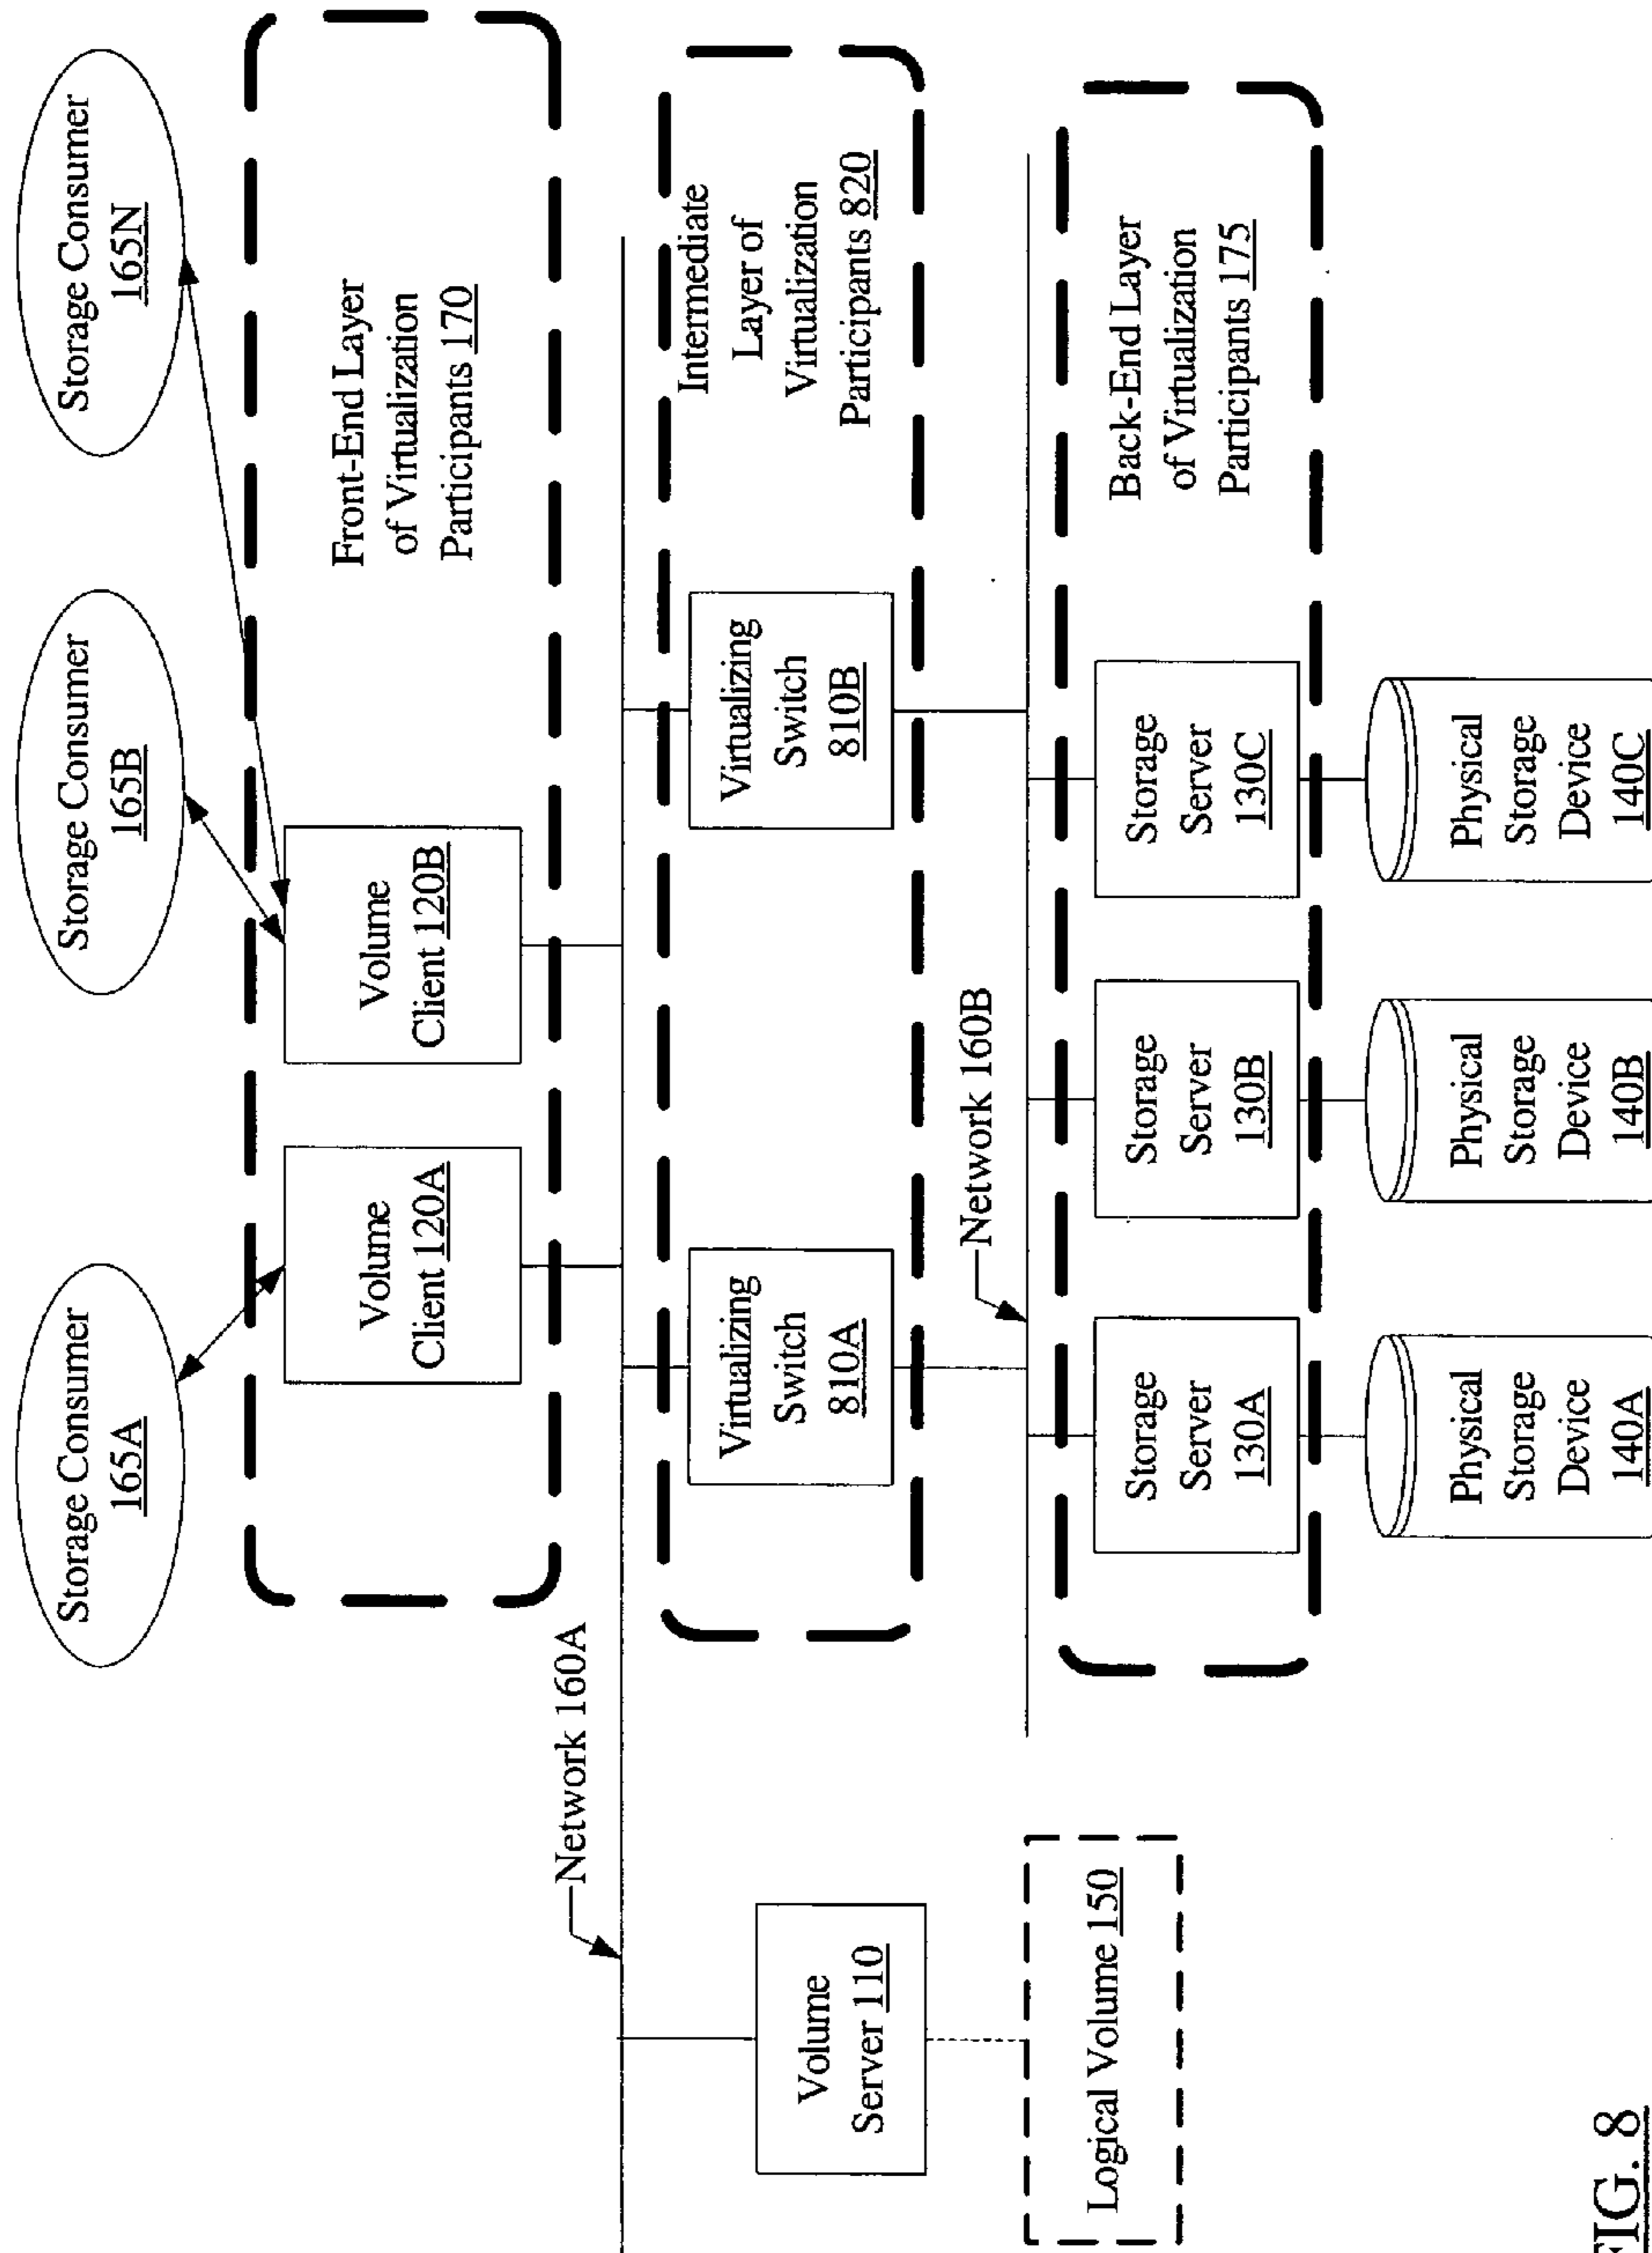 Storage Consumer
165A
Storage Consumer
165B
Storage Consumer
165N
Front-End Layer
of Virtualization
Participants 170
Volume
Client 120A
Volume
Client 120B
Network 160A
Intermediate
Layer of
Virtualization
Participants 820
Virtualizing
Switch
810A
Virtualizing
Switch
810B
Volume
Server 110
Network 160B
Logical Volume 150
Back-End Layer
of Virtualization
Participants 175
Storage
Server
130A
Storage
Server
130B
Storage
Server
130C
Physical
Storage
Device
140A
Physical
Storage
Device
140B
Physical
Storage
Device
140C
FIG. 8